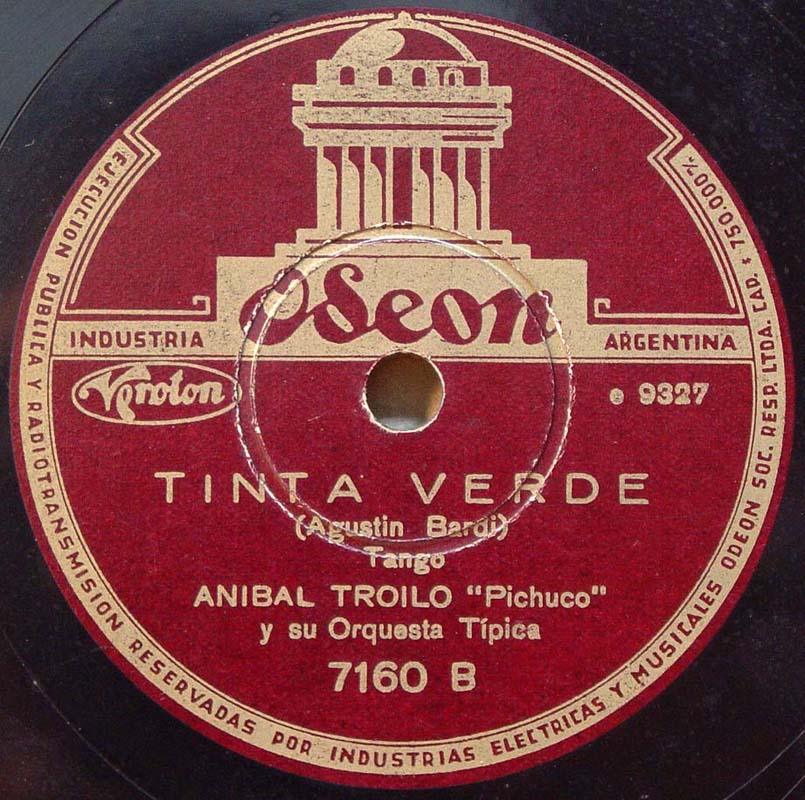 Odeon
INDUSTRIA
ARGENTINA
Veroton
e 9327
TINTA VERDE
(Agustin Bardi)
Tango
ANIBAL TROILO "Pichuco"
y su Orquesta Típica
7160 B
EJECUCION PUBLICA Y RADIOTRANSMISION RESERVADAS POR INDUSTRIAS ELECTRICAS Y MUSICALES ODEON SOC. RESP. LTDA. CAP. $ 750.000%